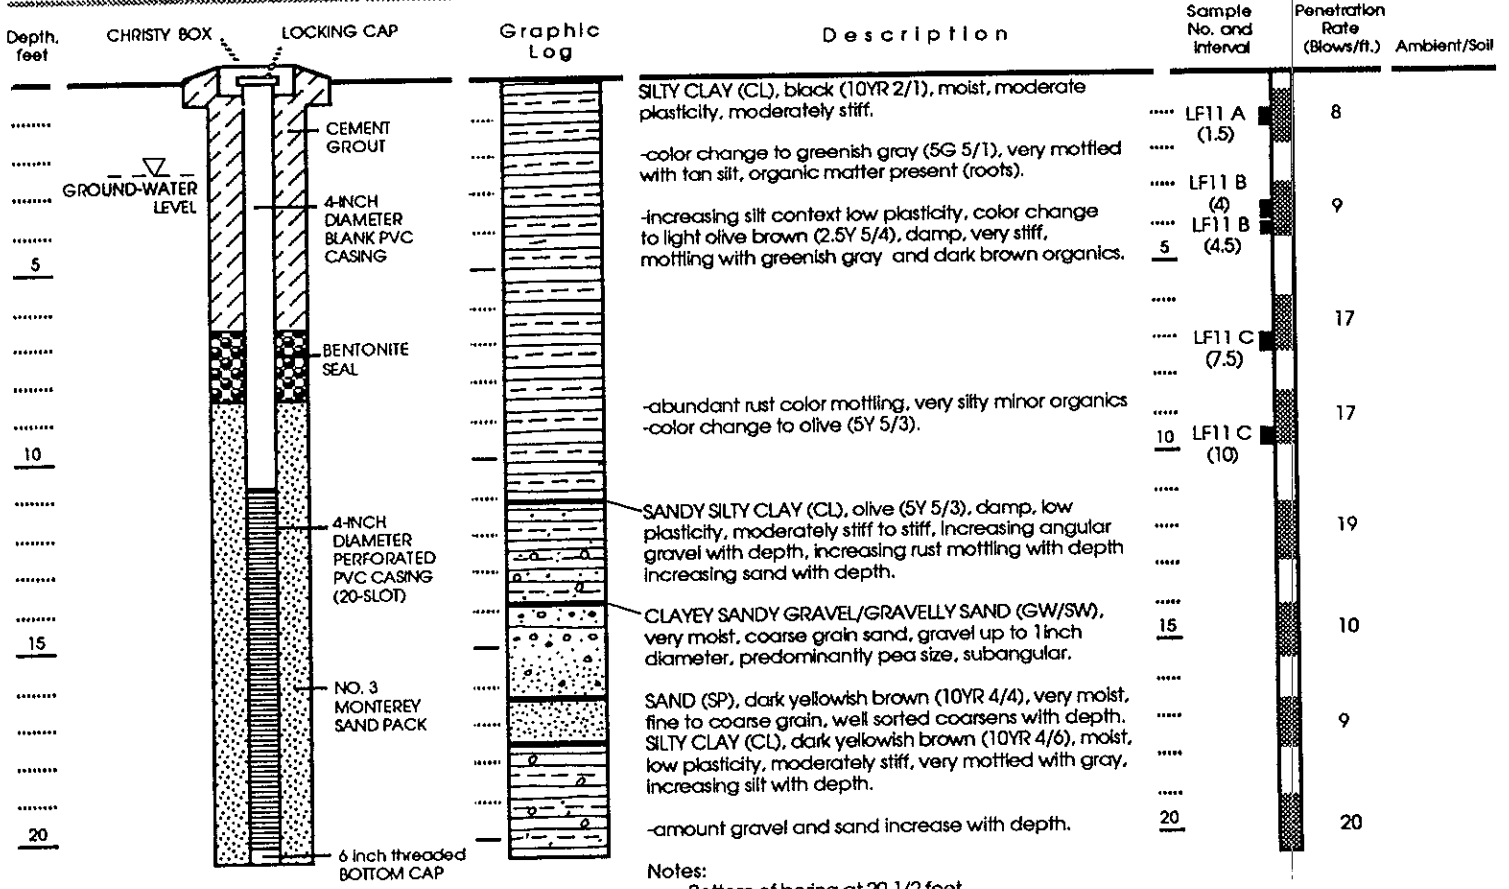 Depth, feet
CHRISTY BOX
LOCKING CAP
Graphic Log
Description
Sample No. and Interval
Penetration Rate (Blows/ft.)
Ambient/Soil
CEMENT GROUT
GROUND-WATER LEVEL
4-INCH DIAMETER BLANK PVC CASING
5
BENTONITE SEAL
10
4-INCH DIAMETER PERFORATED PVC CASING (20-SLOT)
15
NO. 3 MONTEREY SAND PACK
20
6 inch threaded BOTTOM CAP
SILTY CLAY (CL), black (10YR 2/1), moist, moderate
plasticity, moderately stiff.
-color change to greenish gray (5G 5/1), very mottled
with tan silt, organic matter present (roots).
-increasing silt context low plasticity, color change
to light olive brown (2.5Y 5/4), damp, very stiff,
mottling with greenish gray and dark brown organics.
-abundant rust color mottling, very silty minor organics
-color change to olive (5Y 5/3).
SANDY SILTY CLAY (CL), olive (5Y 5/3), damp, low
plasticity, moderately stiff to stiff, increasing angular
gravel with depth, increasing rust mottling with depth
increasing sand with depth.
CLAYEY SANDY GRAVEL/GRAVELLY SAND (GW/SW),
very moist, coarse grain sand, gravel up to 1 inch
diameter, predominantly pea size, subangular.
SAND (SP), dark yellowish brown (10YR 4/4), very moist,
fine to coarse grain, well sorted coarsens with depth.
SILTY CLAY (CL), dark yellowish brown (10YR 4/6), moist,
low plasticity, moderately stiff, very mottled with gray,
increasing silt with depth.
-amount gravel and sand increase with depth.
Notes:
Bottom of boring at 20 1/2 feet
LF11 A (1.5)
8
LF11 B (4)
9
LF11 B (4.5)
5
17
LF11 C (7.5)
17
10
LF11 C (10)
19
15
10
9
20
20